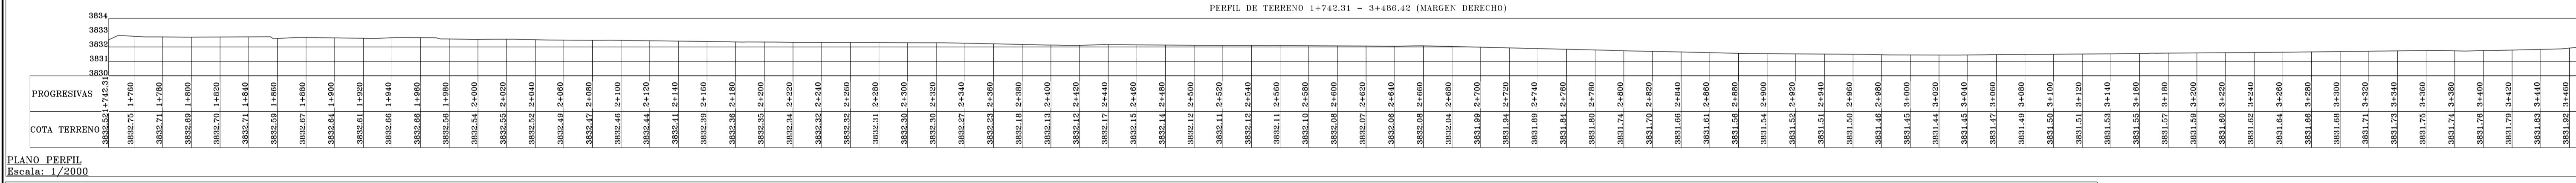 PERFIL DE TERRENO 1+742.31 - 3+486.42 (MARGEN DERECHO)
3834
3833
3832
3831
3830
PROGRESIVAS 1+742.31 1+760 1+780 1+800 1+820 1+840 1+860 1+880 1+900 1+920 1+940 1+960 1+980 2+000 2+020 2+040 2+060 2+080 2+100 2+120 2+140 2+160 2+180 2+200 2+220 2+240 2+260 2+280 2+300 2+320 2+340 2+360 2+380 2+400 2+420 2+440 2+460 2+480 2+500 2+520 2+540 2+560 2+580 2+600 2+620 2+640 2+660 2+680 2+700 2+720 2+740 2+760 2+780 2+800 2+820 2+840 2+860 2+880 2+900 2+920 2+940 2+960 2+980 3+000 3+020 3+040 3+060 3+080 3+100 3+120 3+140 3+160 3+180 3+200 3+220 3+240 3+260 3+280 3+300 3+320 3+340 3+360 3+380 3+400 3+420 3+440 3+460
COTA TERRENO 3832.52 3832.75 3832.71 3832.69 3832.70 3832.71 3832.59 3832.67 3832.64 3832.61 3832.66 3832.66 3832.56 3832.54 3832.55 3832.52 3832.49 3832.47 3832.46 3832.44 3832.41 3832.39 3832.36 3832.35 3832.34 3832.32 3832.32 3832.31 3832.30 3832.30 3832.27 3832.23 3832.18 3832.13 3832.12 3832.17 3832.15 3832.14 3832.12 3832.11 3832.12 3832.11 3832.10 3832.08 3832.07 3832.06 3832.08 3832.04 3831.99 3831.94 3831.89 3831.84 3831.80 3831.74 3831.70 3831.66 3831.61 3831.56 3831.54 3831.52 3831.51 3831.50 3831.46 3831.45 3831.44 3831.45 3831.47 3831.49 3831.50 3831.51 3831.53 3831.55 3831.57 3831.59 3831.60 3831.62 3831.64 3831.66 3831.68 3831.71 3831.73 3831.75 3831.74 3831.76 3831.79 3831.83 3831.92
PLANO PERFIL
Escala: 1/2000